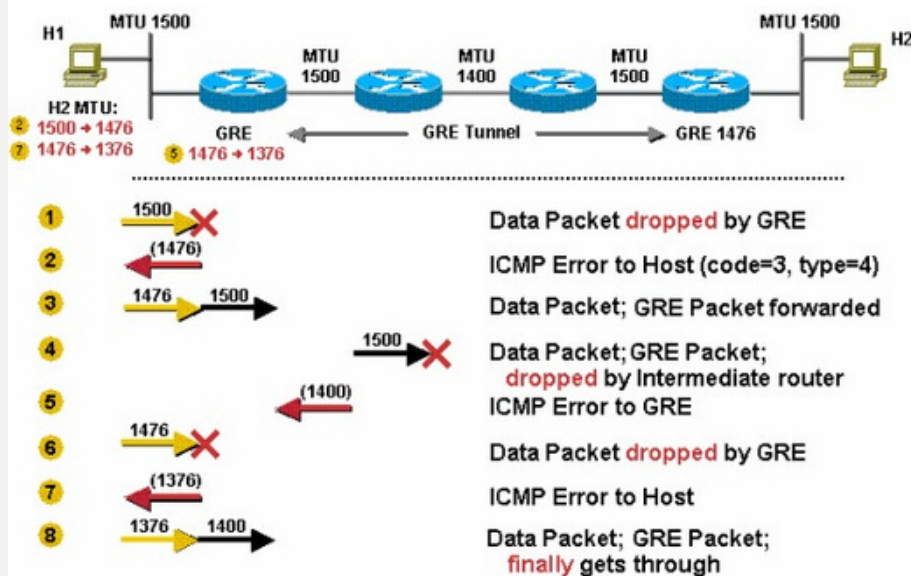 MTU 1500
MTU 1500
H1
H2
MTU
1500
MTU
1400
MTU
1500
H2 MTU:
2 1500 → 1476
7 1476 → 1376
GRE
5 1476 → 1376
GRE Tunnel
GRE 1476
1 1500 Data Packet dropped by GRE
2 (1476) ICMP Error to Host (code=3, type=4)
3 1476 1500 Data Packet; GRE Packet forwarded
4 1500 Data Packet; GRE Packet;
dropped by Intermediate router
5 (1400) ICMP Error to GRE
6 1476 Data Packet dropped by GRE
7 (1376) ICMP Error to Host
8 1376 1400 Data Packet; GRE Packet;
finally gets through